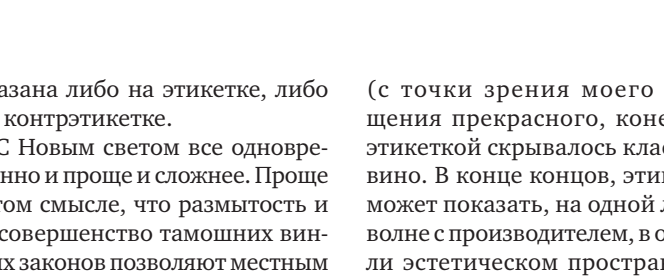 азана либо на этикетке, либо
контрэтикетке.
С Новым светом все одновре-
нно и проще и сложнее. Проще
том смысле, что размытость и
совершенство тамошних вин-
х законов позволяют местным
(с точки зрения моего
щения прекрасного, коне
этикеткой скрывалось клас
вино. В конце концов, эти
может показать, на одной л
волне с производителем, в о
ли эстетическом простран